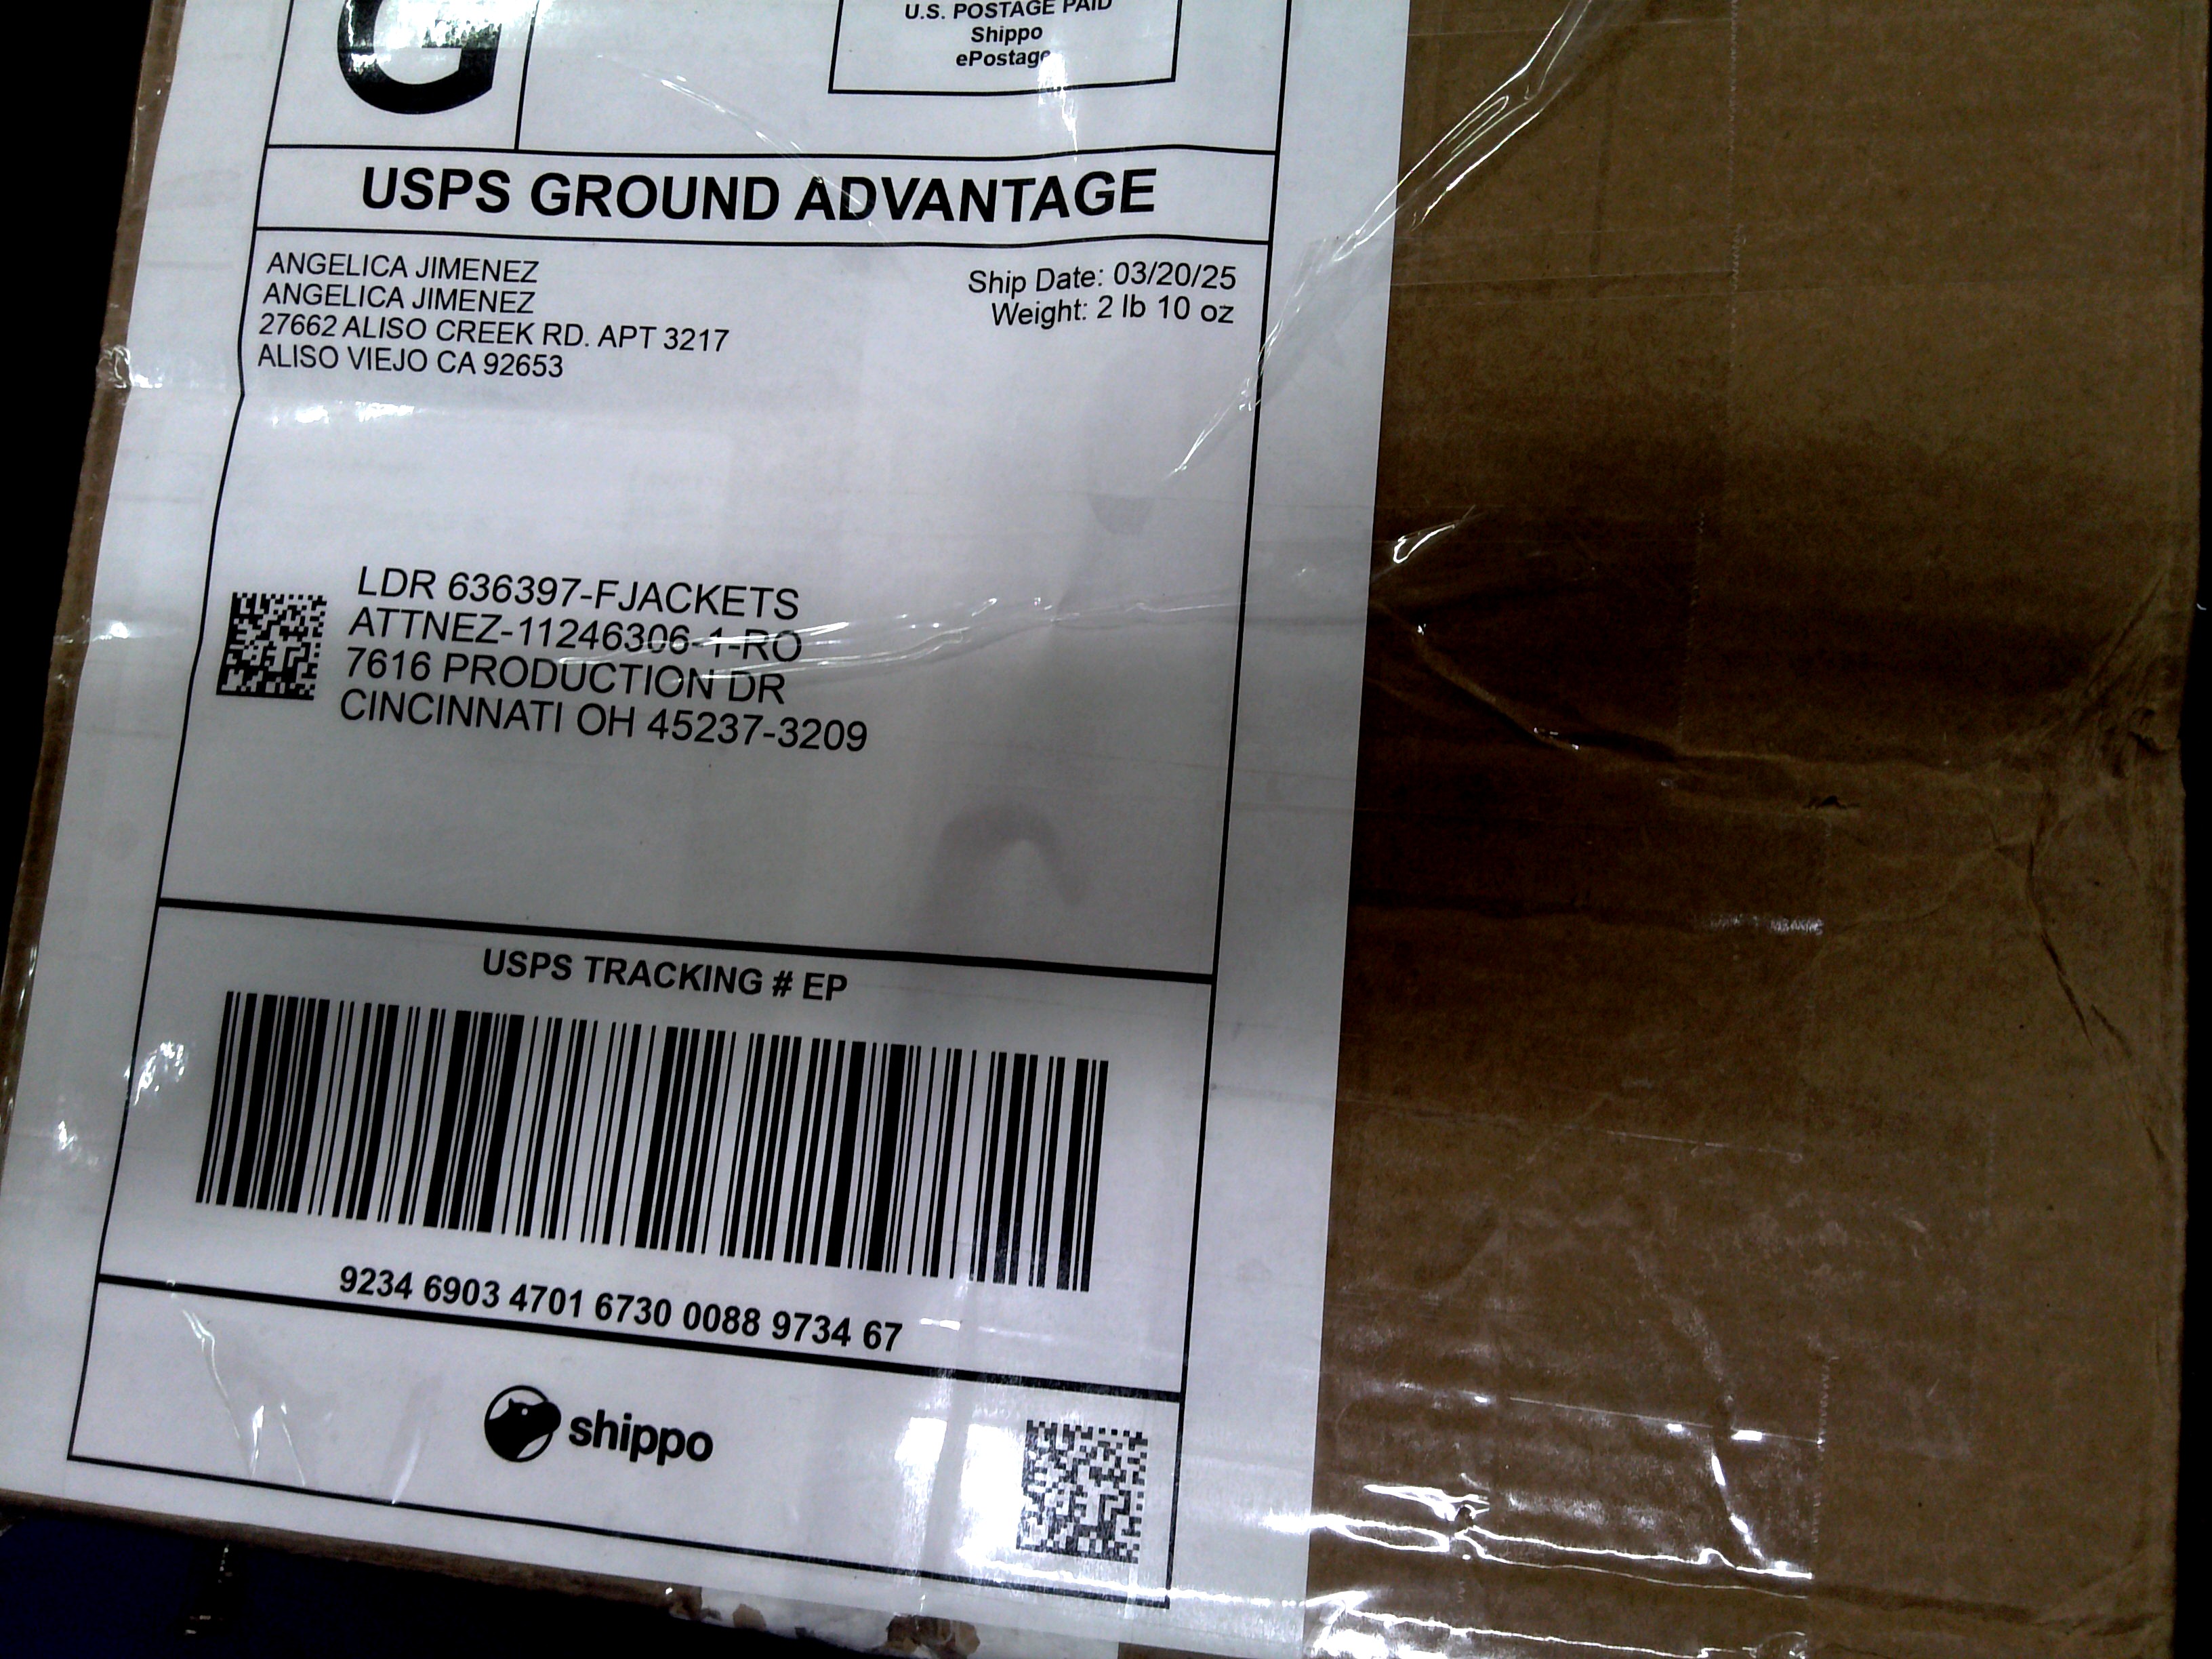 G
U.S. POSTAGE PAID
Shippo
ePostage
USPS GROUND ADVANTAGE
ANGELICA JIMENEZ
ANGELICA JIMENEZ
27662 ALISO CREEK RD. APT 3217
ALISO VIEJO CA 92653
Ship Date: 03/20/25
Weight: 2 lb 10 oz
LDR 636397-FJACKETS
ATTNEZ-11246306-1-RO
7616 PRODUCTION DR
CINCINNATI OH 45237-3209
USPS TRACKING # EP
9234 6903 4701 6730 0088 9734 67
shippo